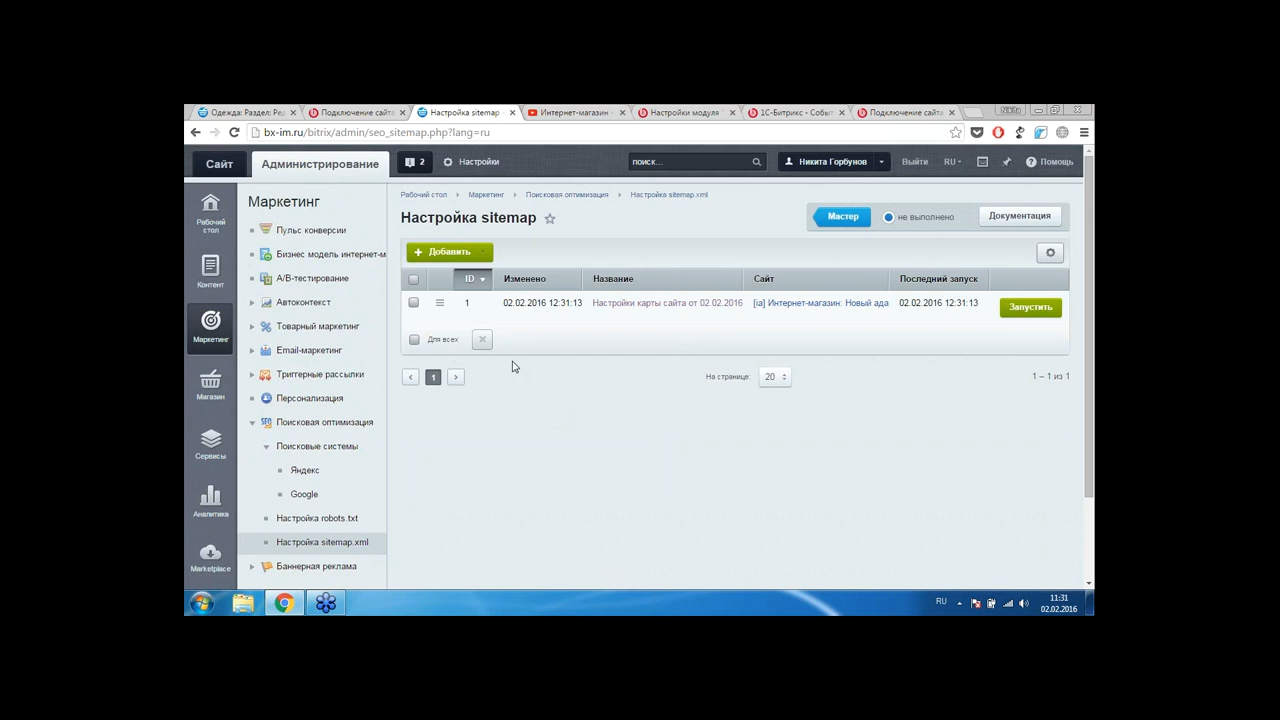 Одежда: Раздел: Ред
Подключение сайта
Настройка sitemap
Интернет-магазин -
Настройки модуля
1С-Битрикс - Событ
Подключение сайта
Nikita
bx-im.ru/bitrix/admin/seo_sitemap.php?lang=ru
Сайт
Администрирование
2
Настройки
поиск...
Никита Горбунов
Выйти
RU
Помощь
Рабочий стол
Контент
Маркетинг
Магазин
Сервисы
Аналитика
Marketplace
Маркетинг
Пульс конверсии
Бизнес модель интернет-м
A/B-тестирование
Автоконтекст
Товарный маркетинг
Email-маркетинг
Триггерные рассылки
Персонализация
Поисковая оптимизация
Поисковые системы
Яндекс
Google
Настройка robots.txt
Настройка sitemap.xml
Баннерная реклама
Рабочий стол Маркетинг Поисковая оптимизация Настройка sitemap.xml
Настройка sitemap
Мастер не выполнено Документация
+ Добавить
ID Изменено Название Сайт Последний запуск
1 02.02.2016 12:31:13 Настройки карты сайта от 02.02.2016 [ia] Интернет-магазин: Новый ада 02.02.2016 12:31:13 Запустить
Для всех
1
На странице: 20
1 – 1 из 1
RU
11:31
02.02.2016